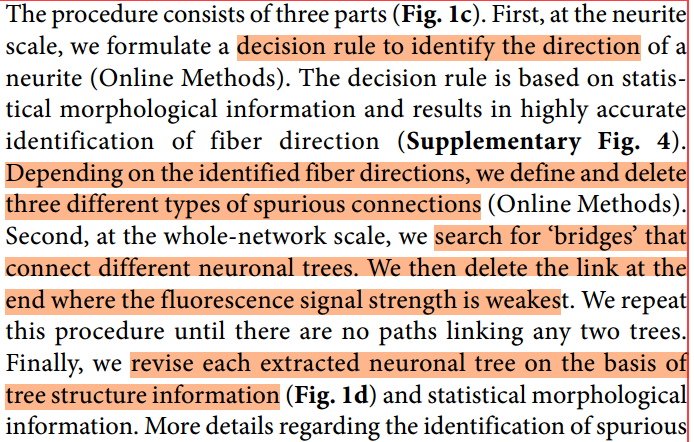 The procedure consists of three parts (Fig. 1c). First, at the neurite
scale, we formulate a decision rule to identify the direction of a
neurite (Online Methods). The decision rule is based on statis-
tical morphological information and results in highly accurate
identification of fiber direction (Supplementary Fig. 4).
Depending on the identified fiber directions, we define and delete
three different types of spurious connections (Online Methods).
Second, at the whole-network scale, we search for ‘bridges’ that
connect different neuronal trees. We then delete the link at the
end where the fluorescence signal strength is weakest. We repeat
this procedure until there are no paths linking any two trees.
Finally, we revise each extracted neuronal tree on the basis of
tree structure information (Fig. 1d) and statistical morphological
information. More details regarding the identification of spurious